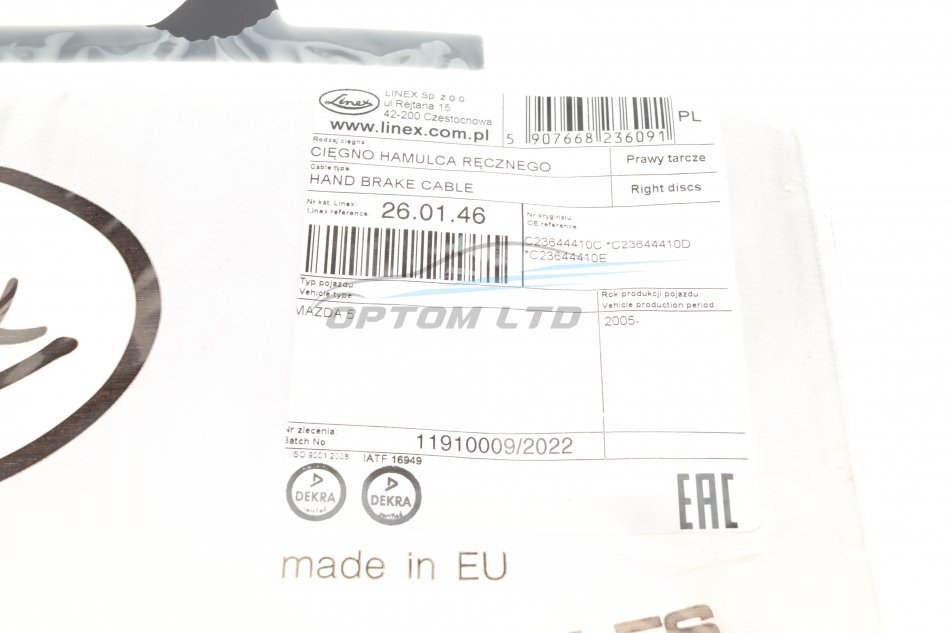 Linex
LINEX Sp. z o.o.
ul Rejtana 15
42-200 Częstochowa
www.linex.com.pl
5 907668 236091
PL
Rodzaj cięgna:
CIĘGNO HAMULCA RĘCZNEGO
Prawy tarcze
Cable type
HAND BRAKE CABLE
Right discs
Nr kat. Linex:
Linex reference
26.01.46
Nr oryginału
OE reference
C23644410C *C23644410D
*C23644410E
Typ pojazdu
Vehicle type
MAZDA 5
Rok produkcji pojazdu
Vehicle production period
2005-
OPTOM LTD
Nr zlecenia:
Batch No
11910009/2022
ISO 9001:2008 IATF 16949
DEKRA
DEKRA
EAC
made in EU